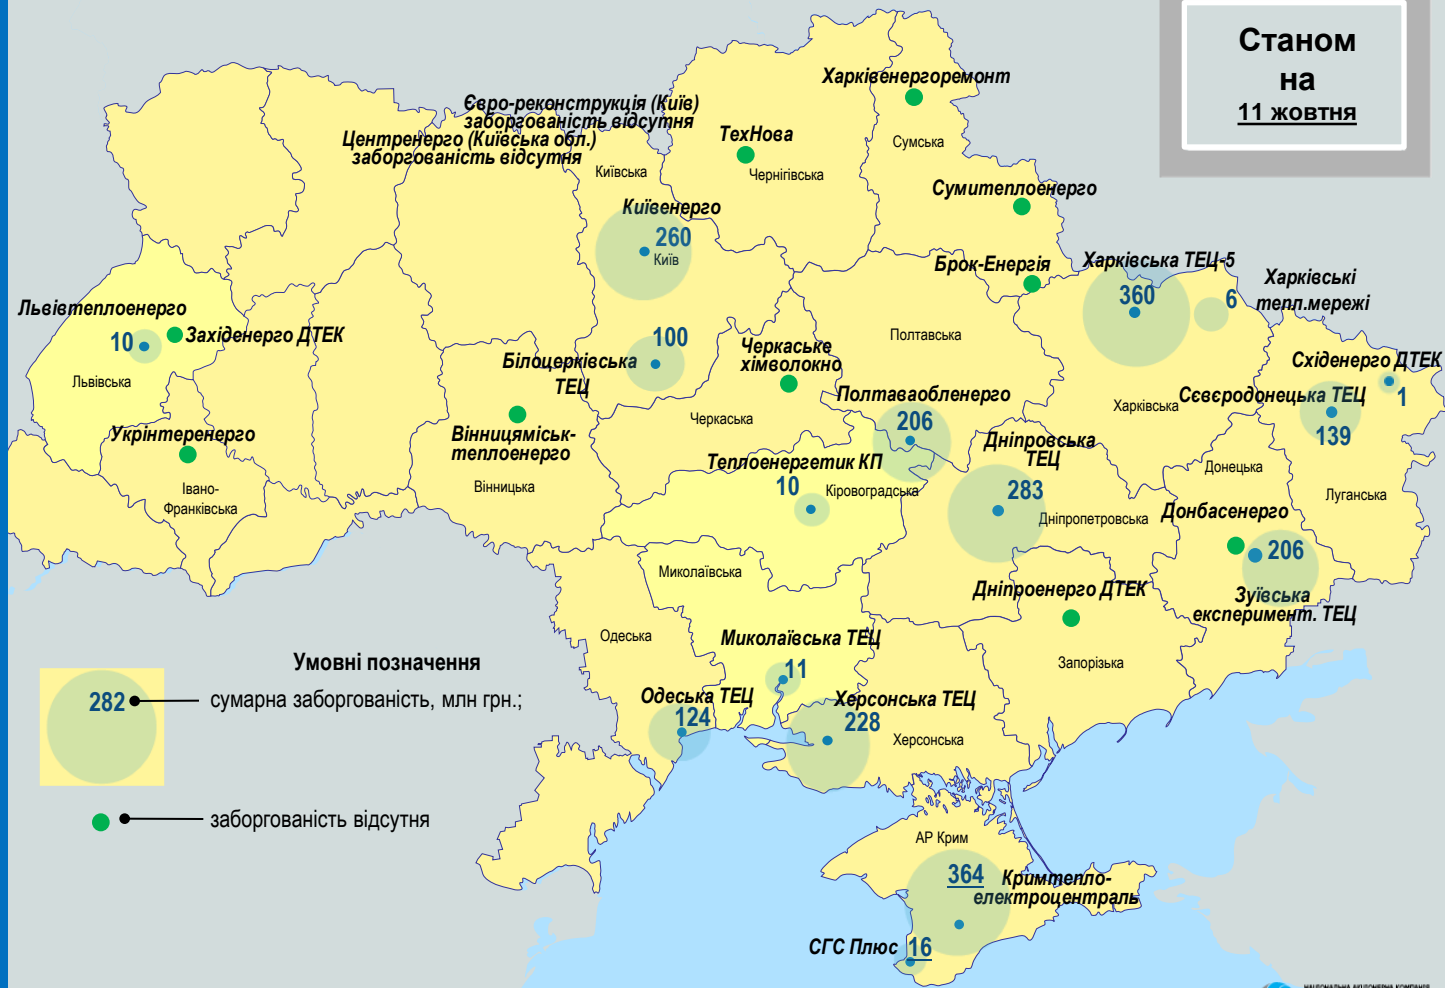 Станом
на
11 жовтня
Харківенергоремонт
Євро-реконструкція (Київ)
заборгованість відсутня
Центренерго (Київська обл.)
заборгованість відсутня
ТехНова
Сумська
Київська
Чернігівська
Сумитеплоенерго
Київенерго
260
Київ
Брок-Енергія
Харківська ТЕЦ-5
360
6
Харківські
тепл.мережі
Львівтеплоенерго
10
Західенерго ДТЕК
Львівська
Білоцерківська
ТЕЦ
100
Черкаське
хімволокно
Полтавська
Східенерго ДТЕК
1
Полтаваобленерго
206
Харківська
Сєвєродонецька ТЕЦ
139
Черкаська
Укрінтеренерго
Вінницяміськ-
теплоенерго
Дніпровська
ТЕЦ
283
Теплоенергетик КП
10
Кіровоградська
Донецька
Івано-
Франківська
Вінницька
Луганська
Дніпропетровська
Донбасенерго
206
Зуївська
експеримент. ТЕЦ
Миколаївська
Дніпроенерго ДТЕК
Одеська
Миколаївська ТЕЦ
11
Запорізька
Умовні позначення
282
сумарна заборгованість, млн грн.;
Одеська ТЕЦ
124
Херсонська ТЕЦ
228
Херсонська
заборгованість відсутня
АР Крим
364
Кримтепло-
електроцентраль
СГС Плюс
16
НАЦІОНАЛЬНА АКЦІОНЕРНА КОМПАНІЯ